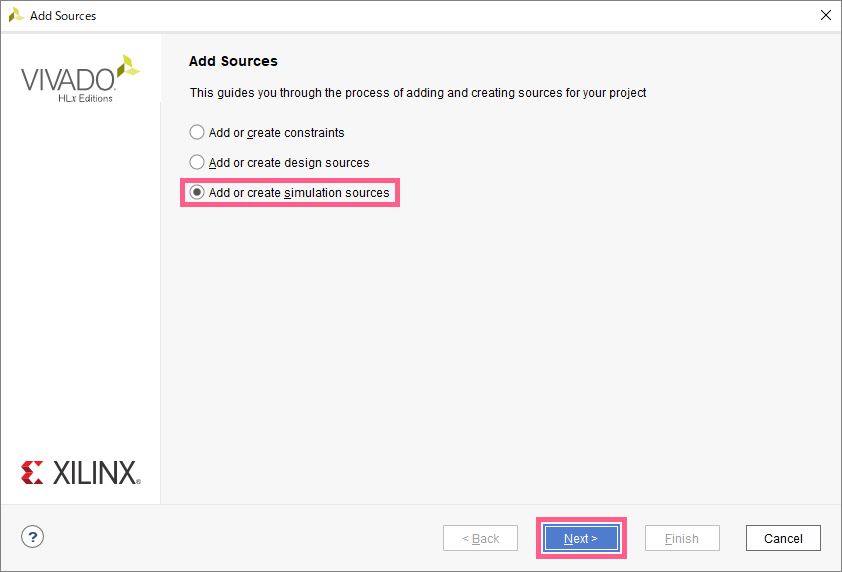 Add Sources
VIVADO.
HLx Editions
Add Sources
This guides you through the process of adding and creating sources for your project
Add or create constraints
Add or create design sources
Add or create simulation sources
XILINX®
?
< Back
Next >
Finish
Cancel